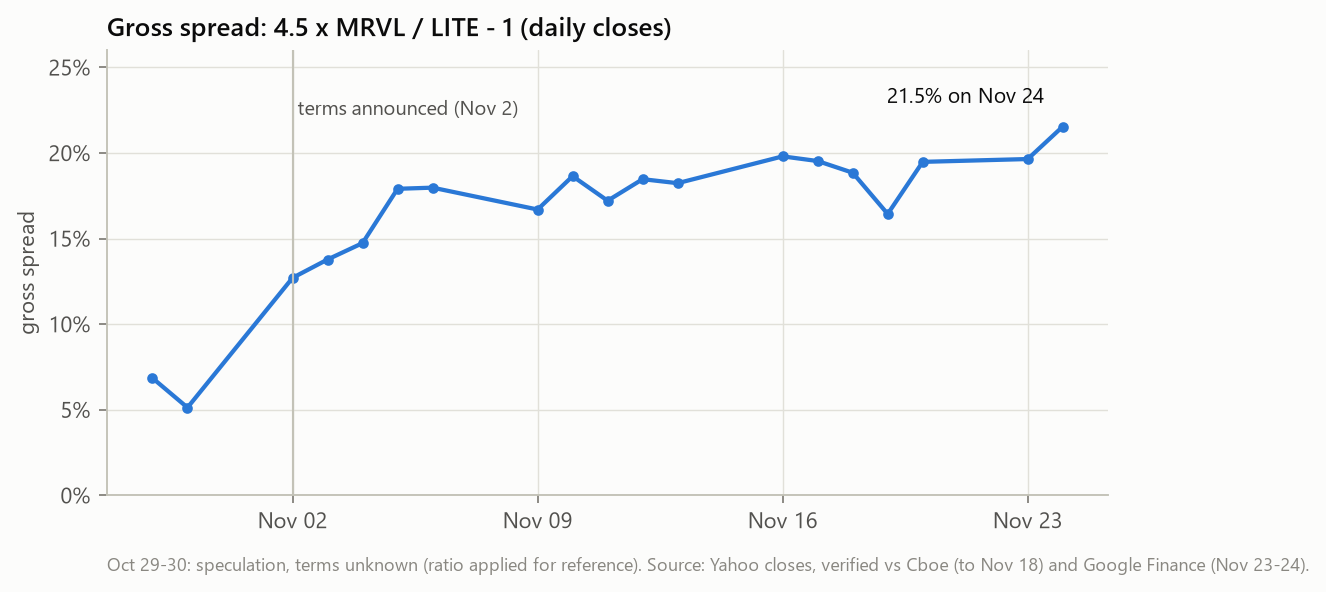 Gross spread: 4.5 x MRVL / LITE - 1 (daily closes)
25%
terms announced (Nov 2)
21.5% on Nov 24
20%
15%
gross spread
10%
5%
0%
Nov 02
Nov 09
Nov 16
Nov 23
Oct 29-30: speculation, terms unknown (ratio applied for reference). Source: Yahoo closes, verified vs Cboe (to Nov 18) and Google Finance (Nov 23-24).